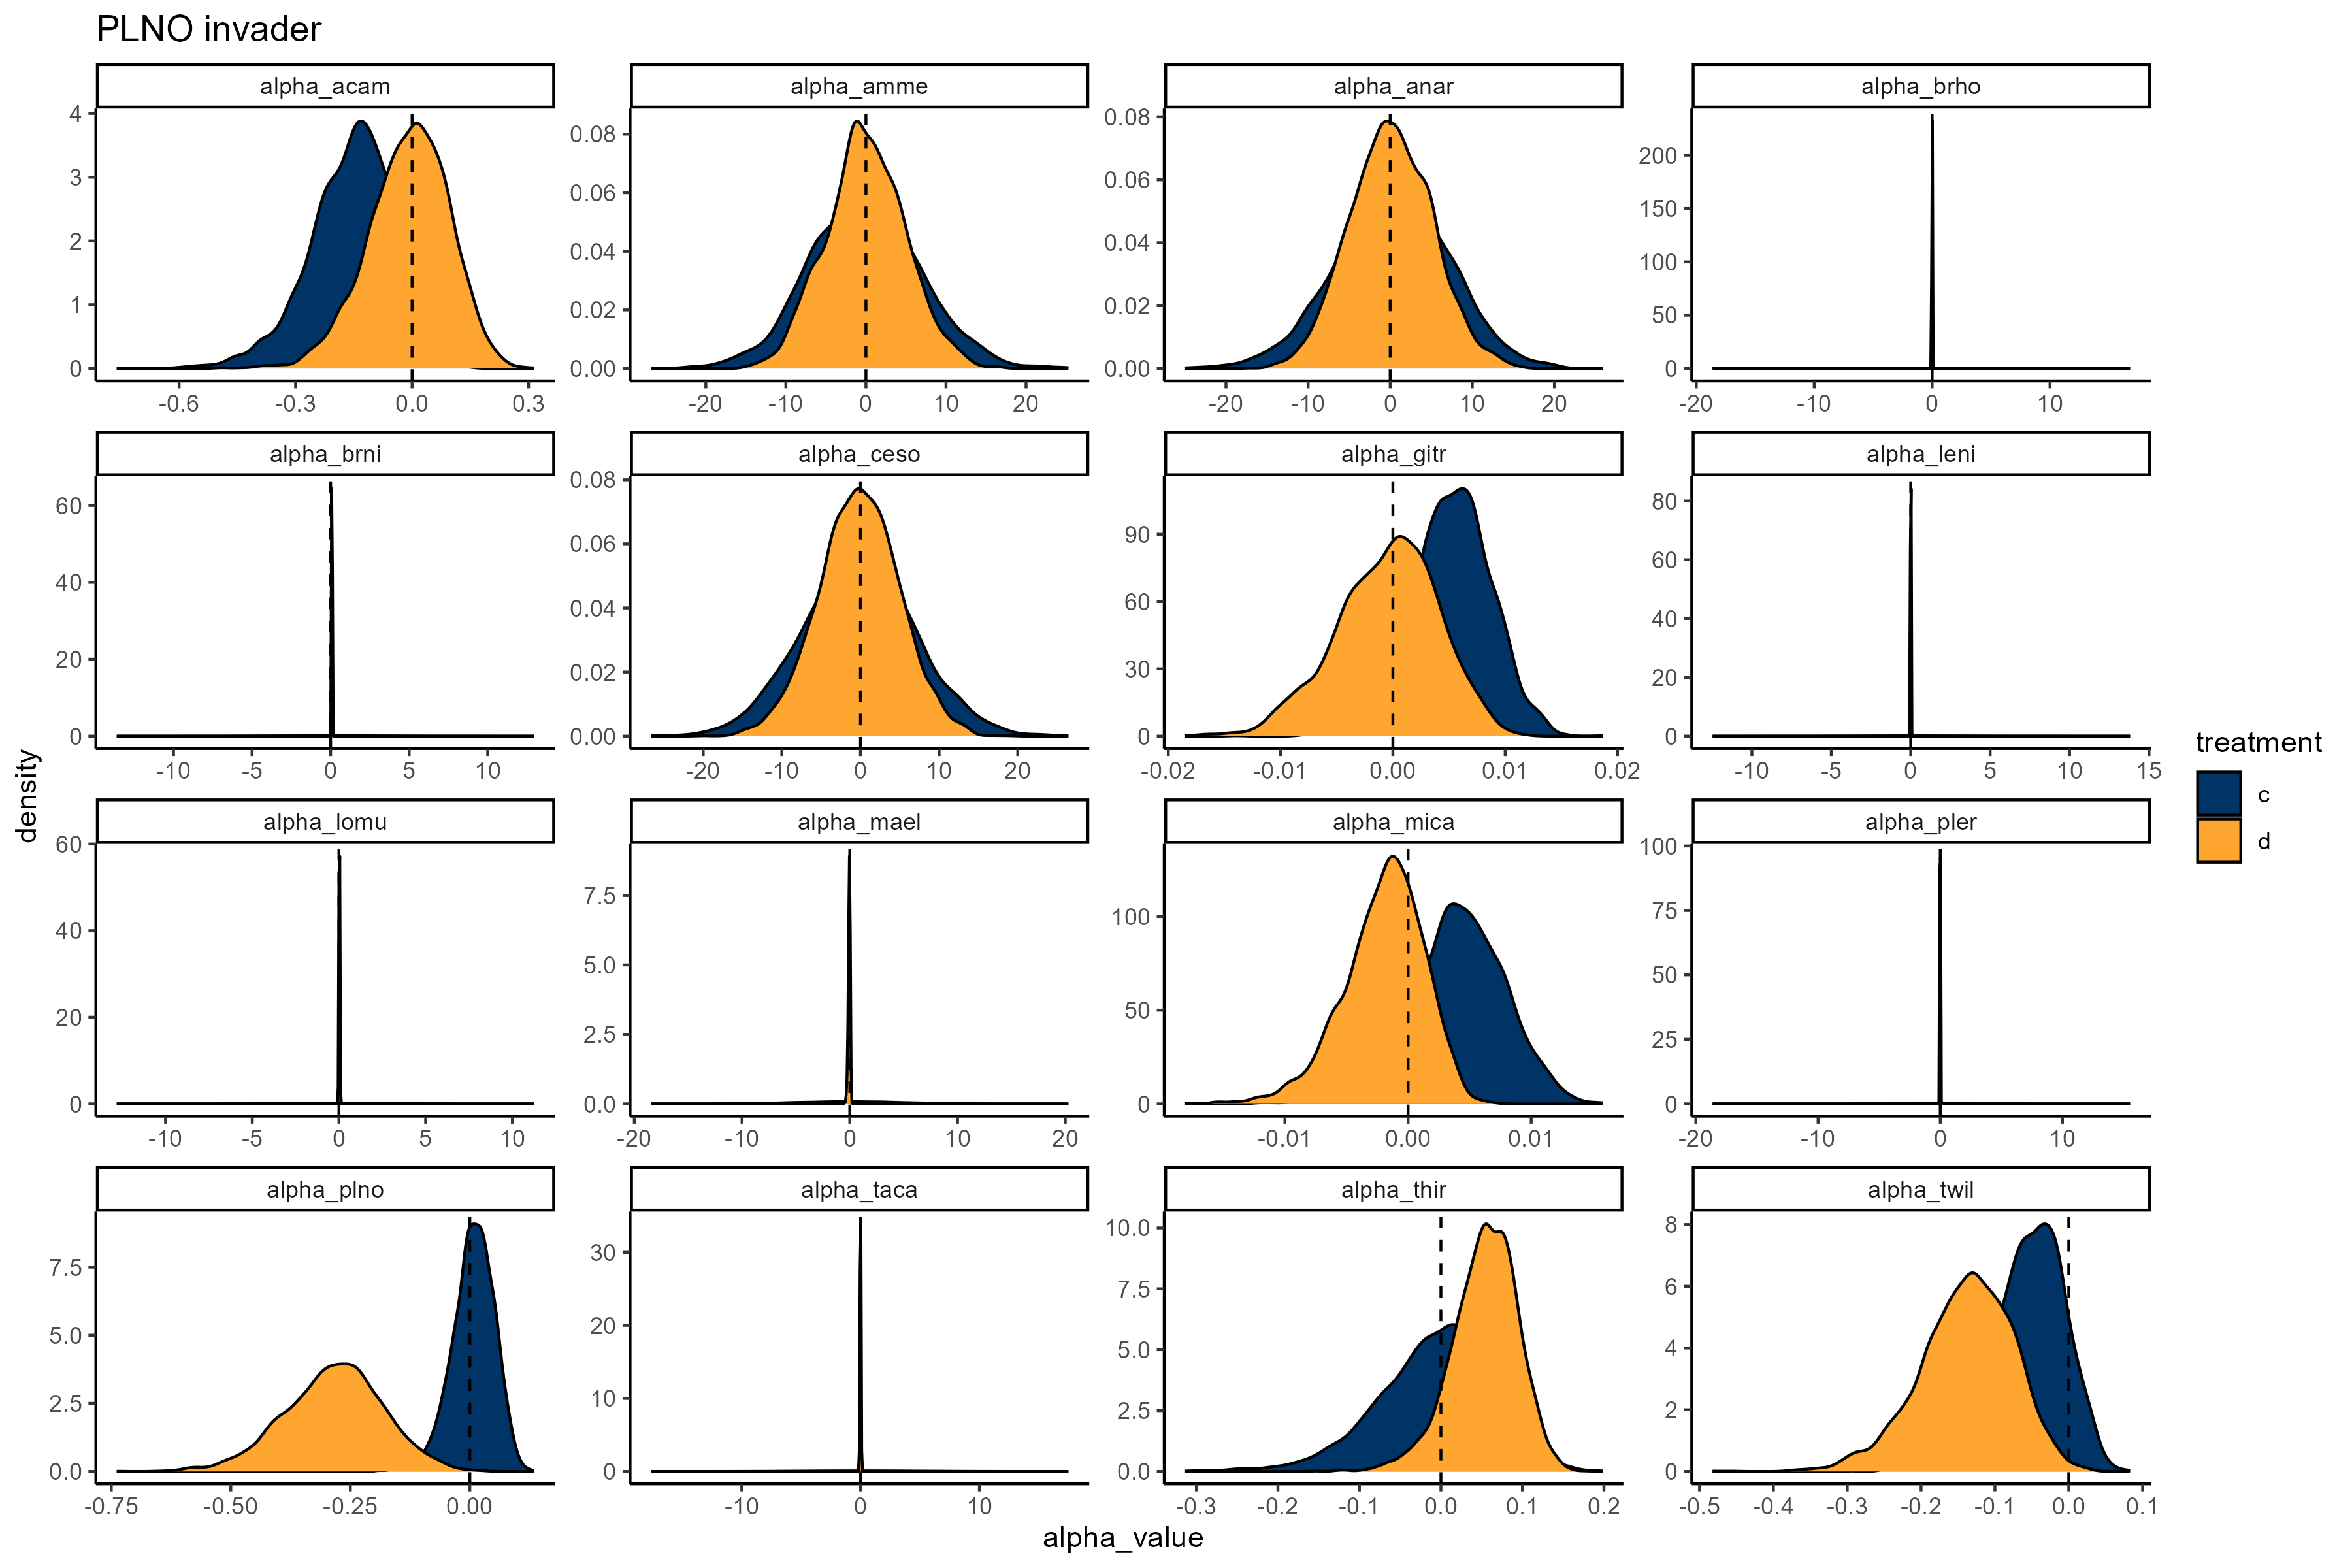 PLNO invader
alpha_acam
alpha_amme
alpha_anar
alpha_brho
4
3
2
1
0
0.08
0.06
0.04
0.02
0.00
0.08
0.06
0.04
0.02
0.00
200
150
100
50
0
-0.6 -0.3 0.0 0.3
-20 -10 0 10 20
-20 -10 0 10 20
-20 -10 0 10
alpha_brni
alpha_ceso
alpha_gitr
alpha_leni
60
40
20
0
0.08
0.06
0.04
0.02
0.00
90
60
30
0
80
60
40
20
0
-10 -5 0 5 10
-20 -10 0 10 20
-0.02 -0.01 0.00 0.01 0.02
-10 -5 0 5 10 15
alpha_lomu
alpha_mael
alpha_mica
alpha_pler
60
40
20
0
7.5
5.0
2.5
0.0
100
50
0
100
75
50
25
0
-10 -5 0 5 10
-20 -10 0 10 20
-0.01 0.00 0.01
-20 -10 0 10
alpha_plno
alpha_taca
alpha_thir
alpha_twil
7.5
5.0
2.5
0.0
30
20
10
0
10.0
7.5
5.0
2.5
0.0
8
6
4
2
0
-0.75 -0.50 -0.25 0.00
-10 0 10
-0.3 -0.2 -0.1 0.0 0.1 0.2
-0.5 -0.4 -0.3 -0.2 -0.1 0.0 0.1
alpha_value
density
treatment
c
d